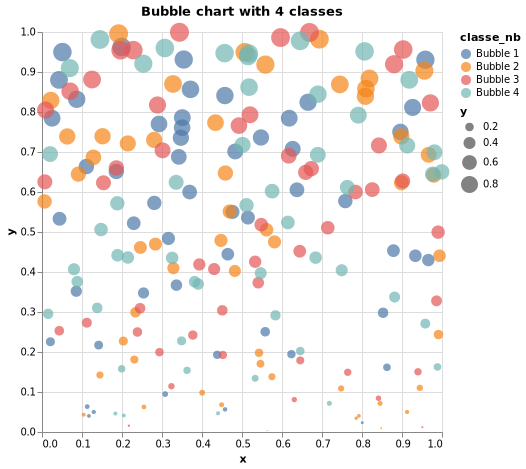 Bubble chart with 4 classes
classe_nb
Bubble 1
Bubble 2
Bubble 3
Bubble 4
y
0.2
0.4
0.6
0.8
1.0
0.9
0.8
0.7
0.6
0.5
0.4
0.3
0.2
0.1
0.0
y
0.0 0.1 0.2 0.3 0.4 0.5 0.6 0.7 0.8 0.9 1.0
x